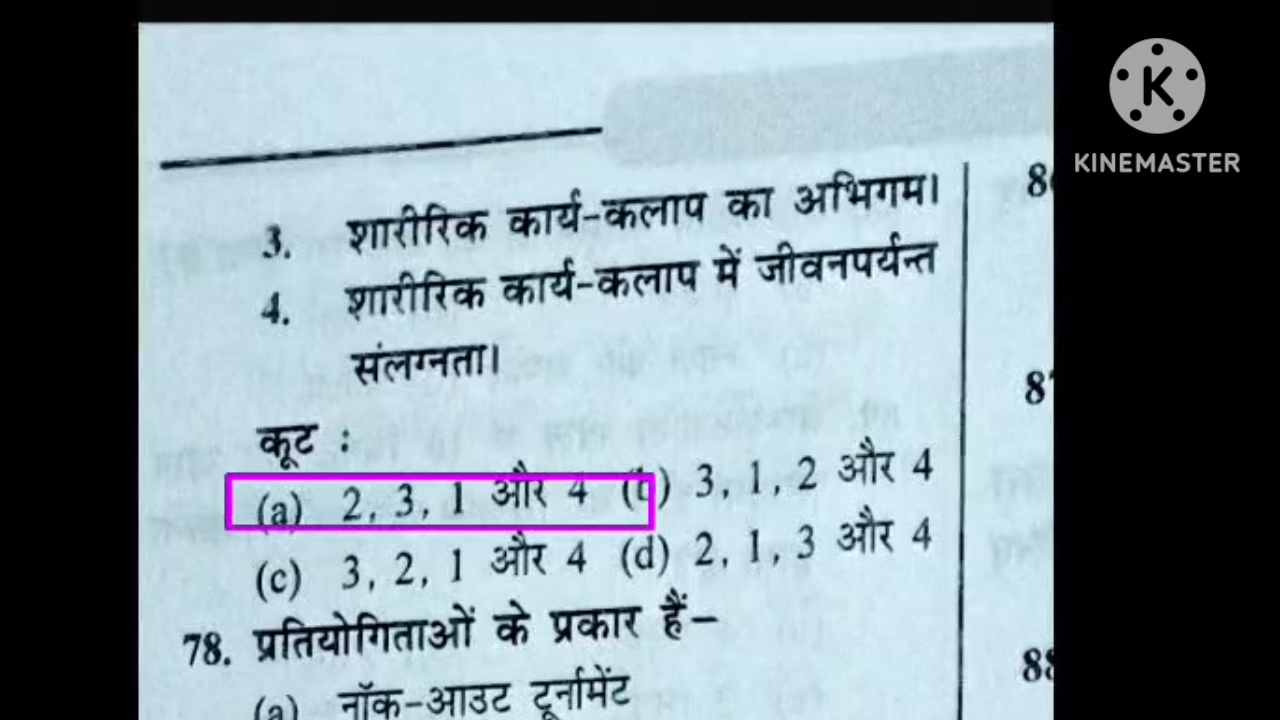 KINEMASTER
3. शारीरिक कार्य-कलाप का अभिगम।
4. शारीरिक कार्य-कलाप में जीवनपर्यन्त
संलग्नता।
कूट :
(a) 2, 3, 1 और 4 (b) 3, 1, 2 और 4
(c) 3, 2, 1 और 4 (d) 2, 1, 3 और 4
78. प्रतियोगिताओं के प्रकार हैं–
(a) नॉक-आउट टूर्नामेंट